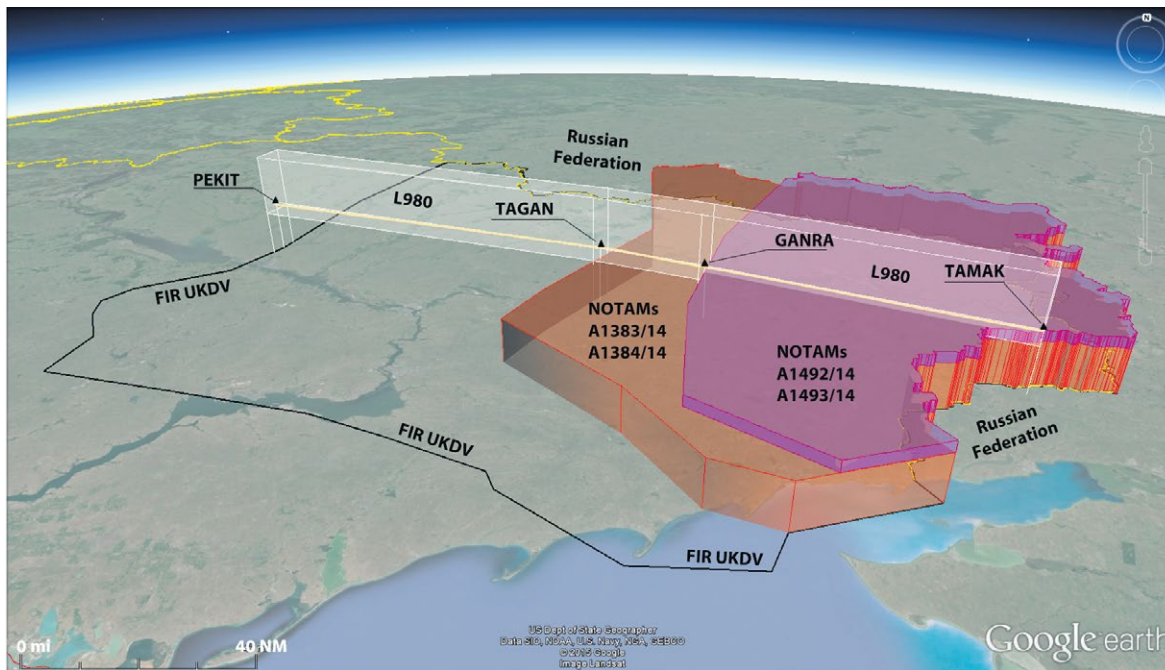 N
Russian
Federation
PEKIT
L980
TAGAN
GANRA
L980
TAMAK
FIR UKDV
NOTAMs
A1383/14
A1384/14
NOTAMs
A1492/14
A1493/14
Russian
Federation
FIR UKDV
FIR UKDV
0 mi
40 NM
US Dept of State Geographer
Data SIO, NOAA, U.S. Navy, NGA, GEBCO
© 2015 Google
Image Landsat
Google earth